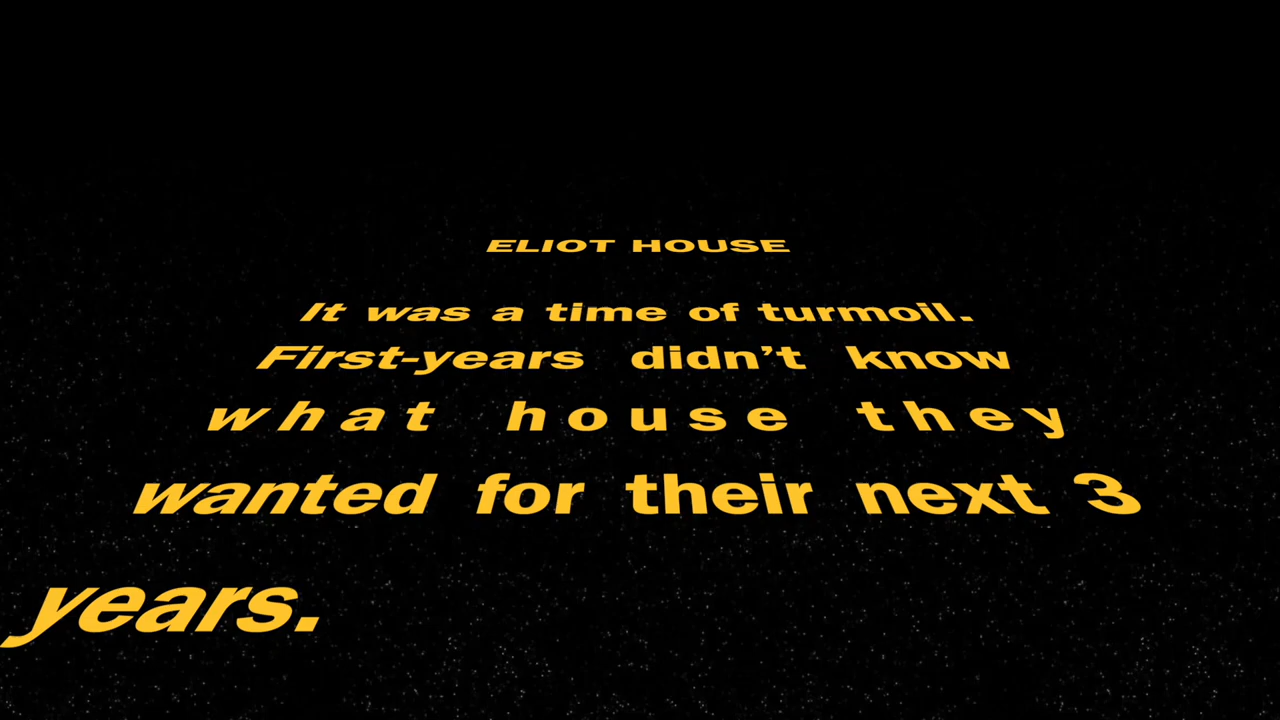 ELIOT HOUSE
It was a time of turmoil.
First-years didn’t know
what house they
wanted for their next 3
years.